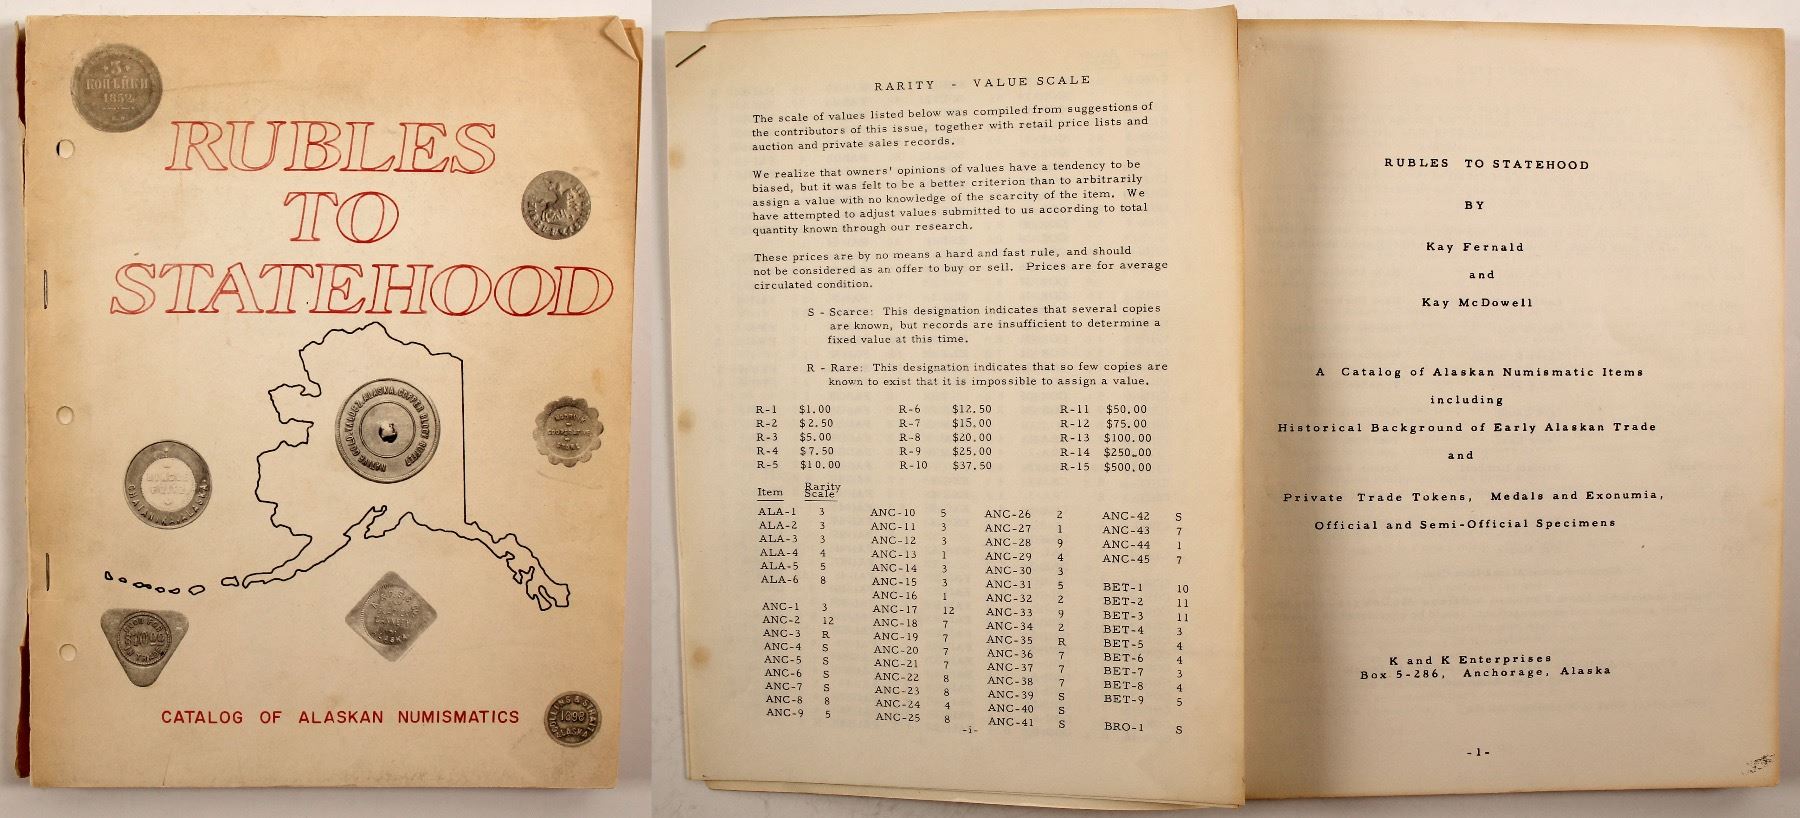 3
КОПѢЙКИ
1852
RUBLES
TO
STATEHOOD
NATIVE GOLD, VALDEZ, ALASKA, COPPER
CHATANIKA, ALASKA
GOOD FOR
IN TRADE
ALASKA
COLLINS & STRAIT
1898
ALASKA
CATALOG OF ALASKAN NUMISMATICS
RARITY - VALUE SCALE
The scale of values listed below was compiled from suggestions of
the contributors of this issue, together with retail price lists and
auction and private sales records.
We realize that owners' opinions of values have a tendency to be
biased, but it was felt to be a better criterion than to arbitrarily
assign a value with no knowledge of the scarcity of the item. We
have attempted to adjust values submitted to us according to total
quantity known through our research.
These prices are by no means a hard and fast rule, and should
not be considered as an offer to buy or sell. Prices are for average
circulated condition.
S - Scarce: This designation indicates that several copies
are known, but records are insufficient to determine a
fixed value at this time.
R - Rare: This designation indicates that so few copies are
known to exist that it is impossible to assign a value.
R-1 $1.00 R-6 $12.50 R-11 $50.00
R-2 $2.50 R-7 $15.00 R-12 $75.00
R-3 $5.00 R-8 $20.00 R-13 $100.00
R-4 $7.50 R-9 $25.00 R-14 $250.00
R-5 $10.00 R-10 $37.50 R-15 $500.00
Item Rarity Scale
ALA-1 3
ALA-2 3
ALA-3 3
ALA-4 4
ALA-5 5
ALA-6 8
ANC-1 3
ANC-2 12
ANC-3 R
ANC-4 S
ANC-5 S
ANC-6 S
ANC-7 S
ANC-8 8
ANC-9 5
ANC-10 5
ANC-11 3
ANC-12 3
ANC-13 1
ANC-14 3
ANC-15 3
ANC-16 1
ANC-17 12
ANC-18 7
ANC-19 7
ANC-20 7
ANC-21 7
ANC-22 8
ANC-23 8
ANC-24 4
ANC-25 8
ANC-26 2
ANC-27 1
ANC-28 9
ANC-29 4
ANC-30 3
ANC-31 5
ANC-32 2
ANC-33 9
ANC-34 2
ANC-35 R
ANC-36 7
ANC-37 7
ANC-38 7
ANC-39 S
ANC-40 S
ANC-41 S
ANC-42 S
ANC-43 7
ANC-44 1
ANC-45 7
BET-1 10
BET-2 11
BET-3 11
BET-4 3
BET-5 4
BET-6 4
BET-7 3
BET-8 4
BET-9 5
BRO-1 S
-i-
RUBLES TO STATEHOOD
BY
Kay Fernald
and
Kay McDowell
A Catalog of Alaskan Numismatic Items
including
Historical Background of Early Alaskan Trade
and
Private Trade Tokens, Medals and Exonumia,
Official and Semi-Official Specimens
K and K Enterprises
Box 5-286, Anchorage, Alaska
-1-